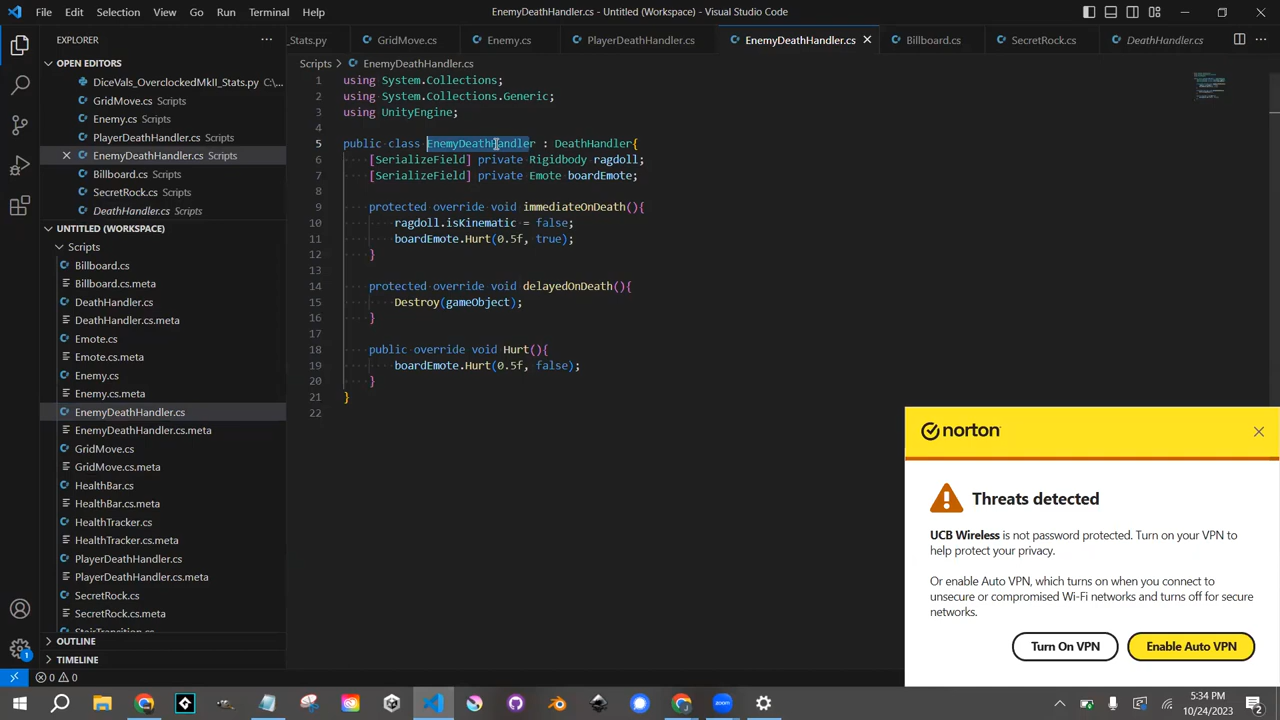 File Edit Selection View Go Run Terminal Help
EnemyDeathHandler.cs - Untitled (Workspace) - Visual Studio Code
EXPLORER
_Stats.py GridMove.cs Enemy.cs PlayerDeathHandler.cs EnemyDeathHandler.cs Billboard.cs SecretRock.cs DeathHandler.cs
OPEN EDITORS
DiceVals_OverclockedMkII_Stats.py C:\...
GridMove.cs Scripts
Enemy.cs Scripts
PlayerDeathHandler.cs Scripts
EnemyDeathHandler.cs Scripts
Billboard.cs Scripts
SecretRock.cs Scripts
DeathHandler.cs Scripts
UNTITLED (WORKSPACE)
Scripts
Billboard.cs
Billboard.cs.meta
DeathHandler.cs
DeathHandler.cs.meta
Emote.cs
Emote.cs.meta
Enemy.cs
Enemy.cs.meta
EnemyDeathHandler.cs
EnemyDeathHandler.cs.meta
GridMove.cs
GridMove.cs.meta
HealthBar.cs
HealthBar.cs.meta
HealthTracker.cs
HealthTracker.cs.meta
PlayerDeathHandler.cs
PlayerDeathHandler.cs.meta
SecretRock.cs
SecretRock.cs.meta
StairTransition.cs
OUTLINE
TIMELINE
Scripts > EnemyDeathHandler.cs
1 using System.Collections;
2 using System.Collections.Generic;
3 using UnityEngine;
4
5 public class EnemyDeathHandler : DeathHandler{
6 [SerializeField] private Rigidbody ragdoll;
7 [SerializeField] private Emote boardEmote;
8
9 protected override void immediateOnDeath(){
10 ragdoll.isKinematic = false;
11 boardEmote.Hurt(0.5f, true);
12 }
13
14 protected override void delayedOnDeath(){
15 Destroy(gameObject);
16 }
17
18 public override void Hurt(){
19 boardEmote.Hurt(0.5f, false);
20 }
21 }
22
norton
Threats detected
UCB Wireless is not password protected. Turn on your VPN to
help protect your privacy.
Or enable Auto VPN, which turns on when you connect to
unsecure or compromised Wi-Fi networks and turns off for secure
networks.
Turn On VPN Enable Auto VPN
1
0 0
zoom
5:34 PM
10/24/2023
2